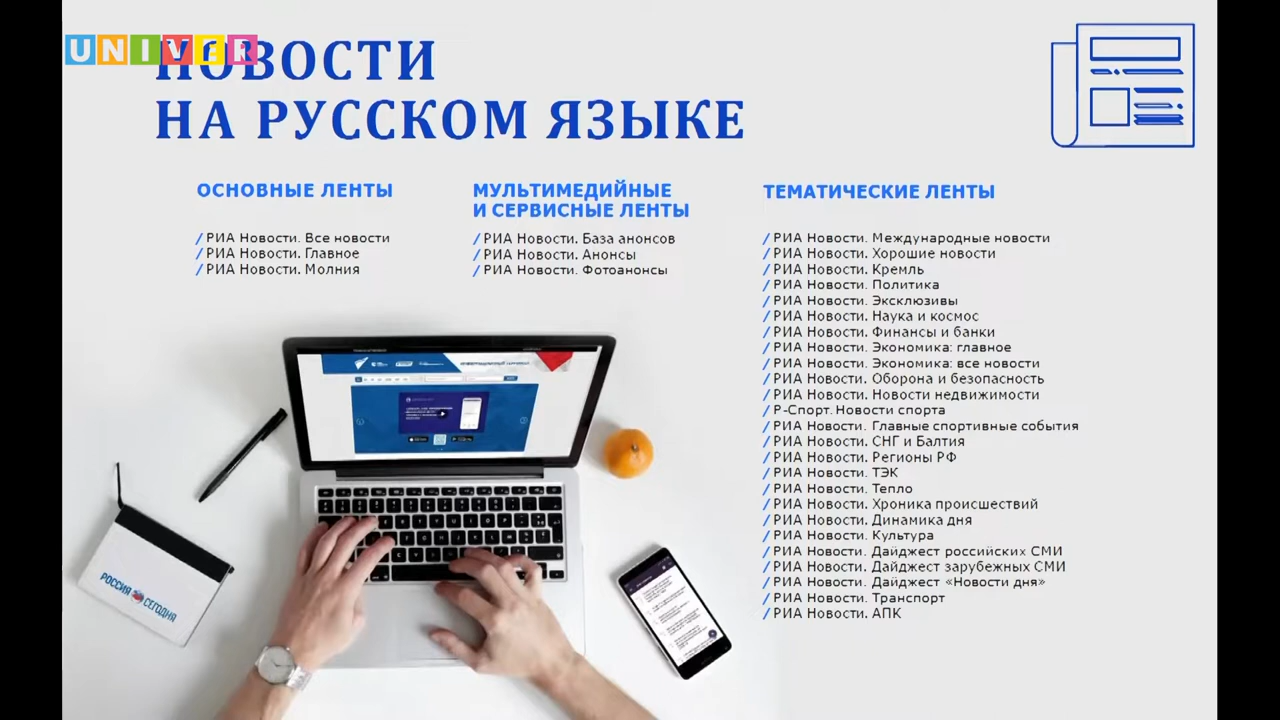 UNIVER
НОВОСТИ
НА РУССКОМ ЯЗЫКЕ
ОСНОВНЫЕ ЛЕНТЫ
/ РИА Новости. Все новости
/ РИА Новости. Главное
/ РИА Новости. Молния
МУЛЬТИМЕДИЙНЫЕ
И СЕРВИСНЫЕ ЛЕНТЫ
/ РИА Новости. База анонсов
/ РИА Новости. Анонсы
/ РИА Новости. Фотоанонсы
ТЕМАТИЧЕСКИЕ ЛЕНТЫ
/ РИА Новости. Международные новости
/ РИА Новости. Хорошие новости
/ РИА Новости. Кремль
/ РИА Новости. Политика
/ РИА Новости. Эксклюзивы
/ РИА Новости. Наука и космос
/ РИА Новости. Финансы и банки
/ РИА Новости. Экономика: главное
/ РИА Новости. Экономика: все новости
/ РИА Новости. Оборона и безопасность
/ РИА Новости. Новости недвижимости
/ Р-Спорт. Новости спорта
/ РИА Новости. Главные спортивные события
/ РИА Новости. СНГ и Балтия
/ РИА Новости. Регионы РФ
/ РИА Новости. ТЭК
/ РИА Новости. Тепло
/ РИА Новости. Хроника происшествий
/ РИА Новости. Динамика дня
/ РИА Новости. Культура
/ РИА Новости. Дайджест российских СМИ
/ РИА Новости. Дайджест зарубежных СМИ
/ РИА Новости. Дайджест «Новости дня»
/ РИА Новости. Транспорт
/ РИА Новости. АПК
РОССИЯ СЕГОДНЯ